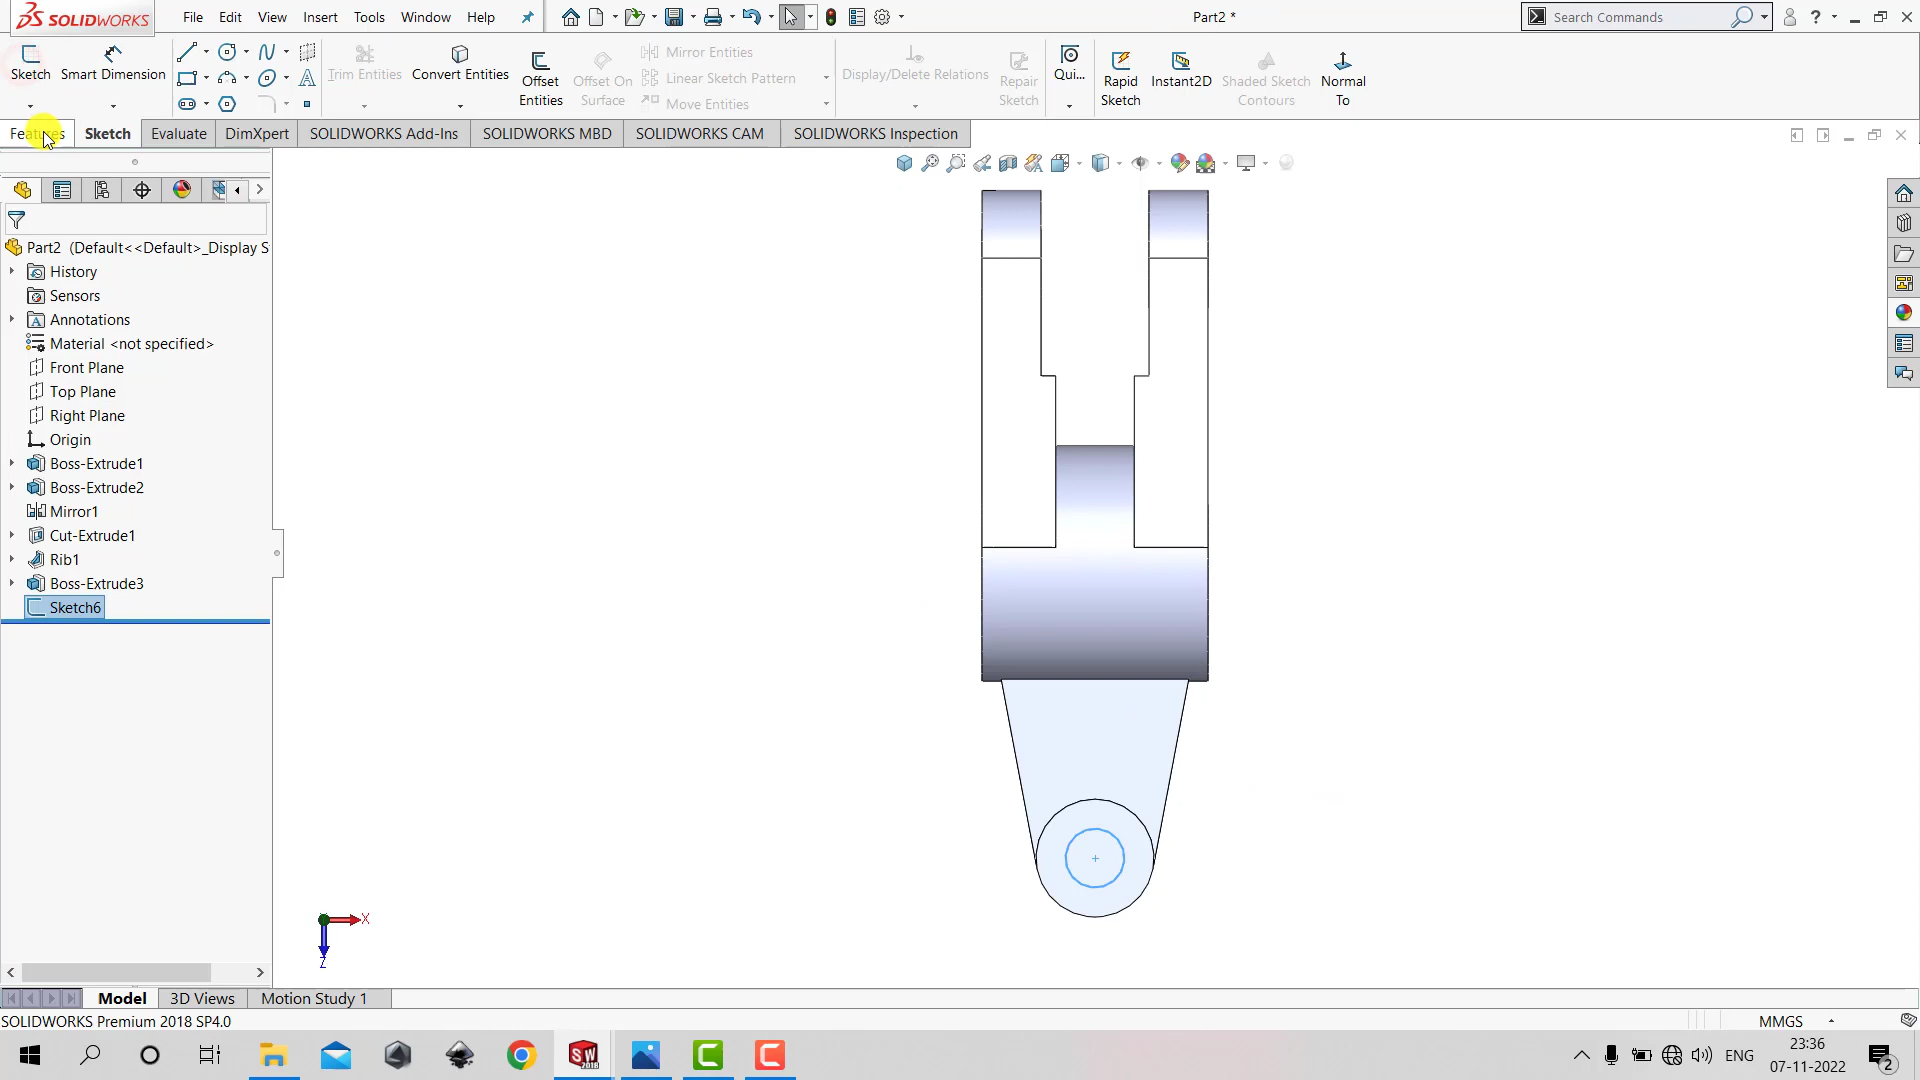 SOLIDWORKS
File Edit View Insert Tools Window Help
Part2 *
Search Commands
Sketch
Smart Dimension
Trim Entities
Convert Entities
Offset Entities
Offset On Surface
Mirror Entities
Linear Sketch Pattern
Move Entities
Display/Delete Relations
Repair Sketch
Qui...
Rapid Sketch
Instant2D
Shaded Sketch Contours
Normal To
Features Sketch Evaluate DimXpert SOLIDWORKS Add-Ins SOLIDWORKS MBD SOLIDWORKS CAM SOLIDWORKS Inspection
Part2 (Default<<Default>_Display S
History
Sensors
Annotations
Material <not specified>
Front Plane
Top Plane
Right Plane
Origin
Boss-Extrude1
Boss-Extrude2
Mirror1
Cut-Extrude1
Rib1
Boss-Extrude3
Sketch6
X
Z
Model 3D Views Motion Study 1
SOLIDWORKS Premium 2018 SP4.0
MMGS
ENG
23:36
07-11-2022
2